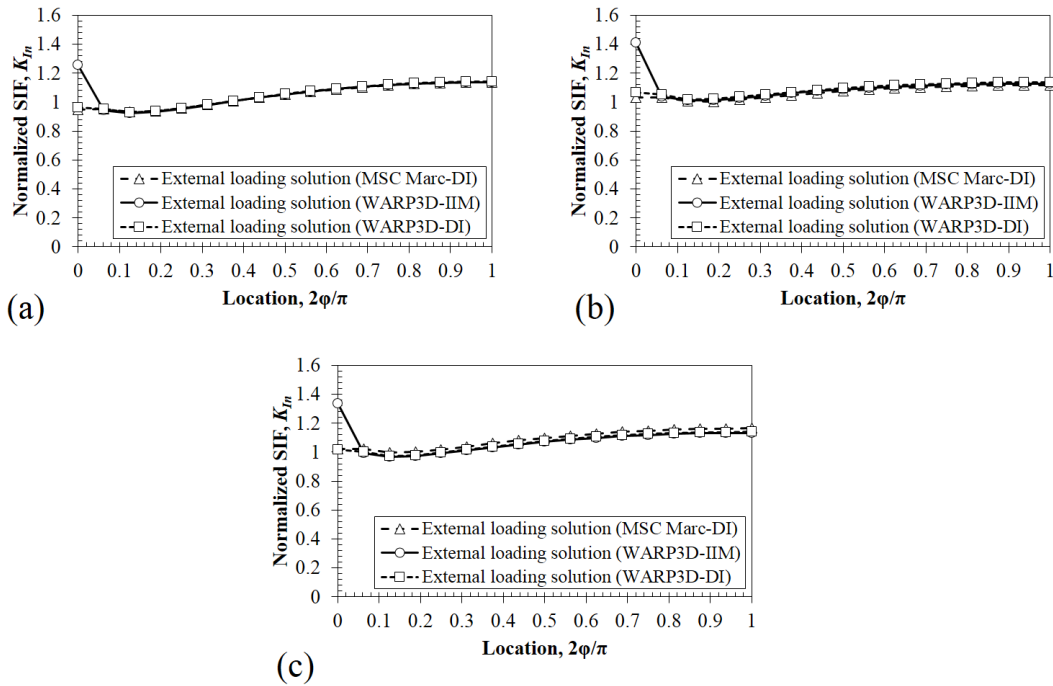 Normalized SIF, K_In
1.6
1.4
1.2
1
0.8
0.6
0.4
0.2
0
External loading solution (MSC Marc-DI)
External loading solution (WARP3D-IIM)
External loading solution (WARP3D-DI)
0 0.1 0.2 0.3 0.4 0.5 0.6 0.7 0.8 0.9 1
Location, 2φ/π
(a)
Normalized SIF, K_In
1.6
1.4
1.2
1
0.8
0.6
0.4
0.2
0
External loading solution (MSC Marc-DI)
External loading solution (WARP3D-IIM)
External loading solution (WARP3D-DI)
0 0.1 0.2 0.3 0.4 0.5 0.6 0.7 0.8 0.9 1
Location, 2φ/π
(b)
Normalized SIF, K_In
1.6
1.4
1.2
1
0.8
0.6
0.4
0.2
0
External loading solution (MSC Marc-DI)
External loading solution (WARP3D-IIM)
External loading solution (WARP3D-DI)
0 0.1 0.2 0.3 0.4 0.5 0.6 0.7 0.8 0.9 1
Location, 2φ/π
(c)